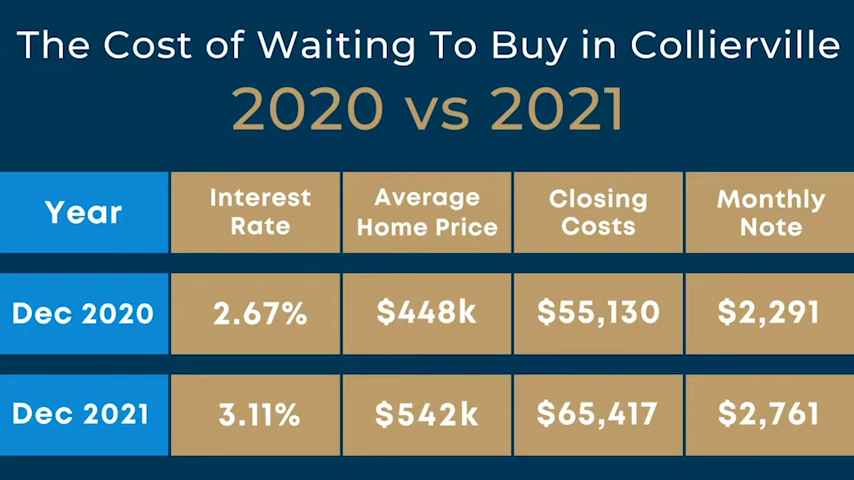 The Cost of Waiting To Buy in Collierville
2020 vs 2021
Year
Interest
Rate
Average
Home Price
Closing
Costs
Monthly
Note
Dec 2020
2.67%
$448k
$55,130
$2,291
Dec 2021
3.11%
$542k
$65,417
$2,761